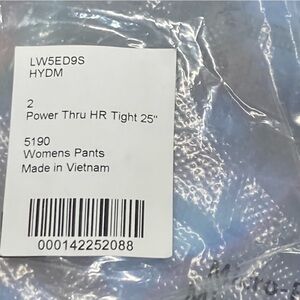 LW5ED9S
HYDM
2
Power Thru HR Tight 25"
5190
Womens Pants
Made in Vietnam
000142252088